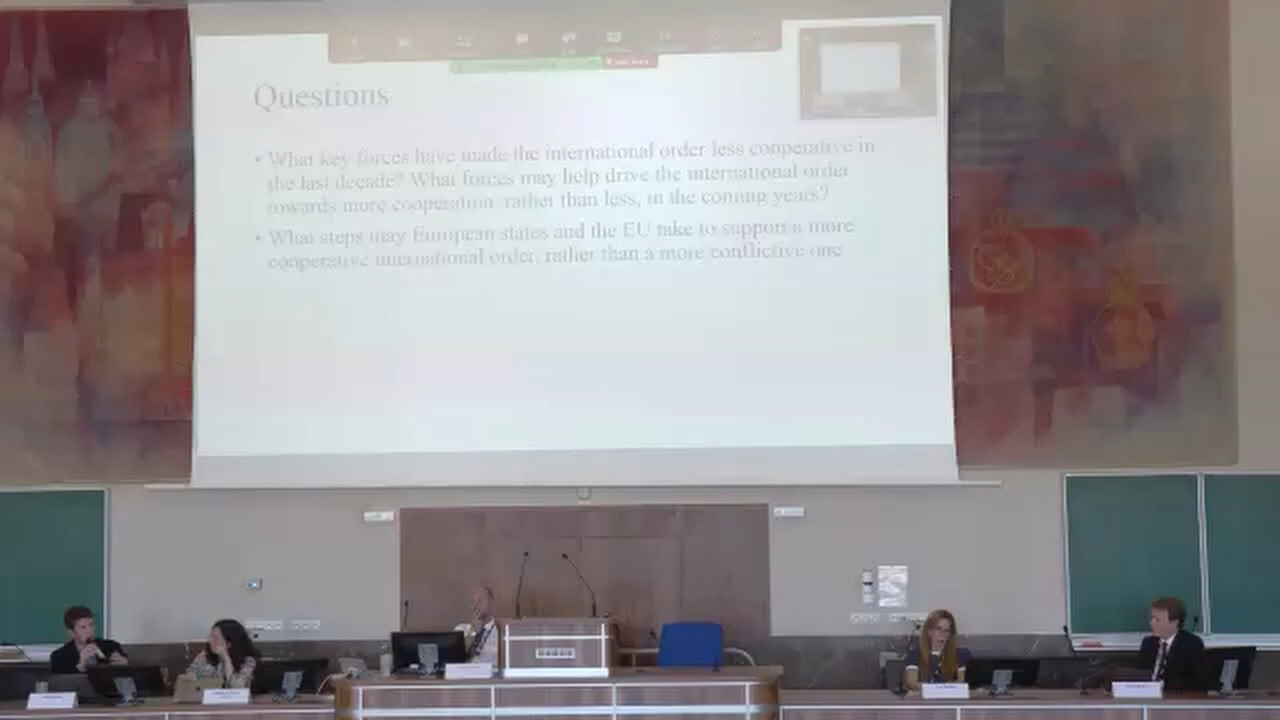 Questions
• What key forces have made the international order less cooperative in
the last decade? What forces may help drive the international order
towards more cooperation, rather than less, in the coming years?
• What steps may European states and the EU take to support a more
cooperative international order, rather than a more conflictive one